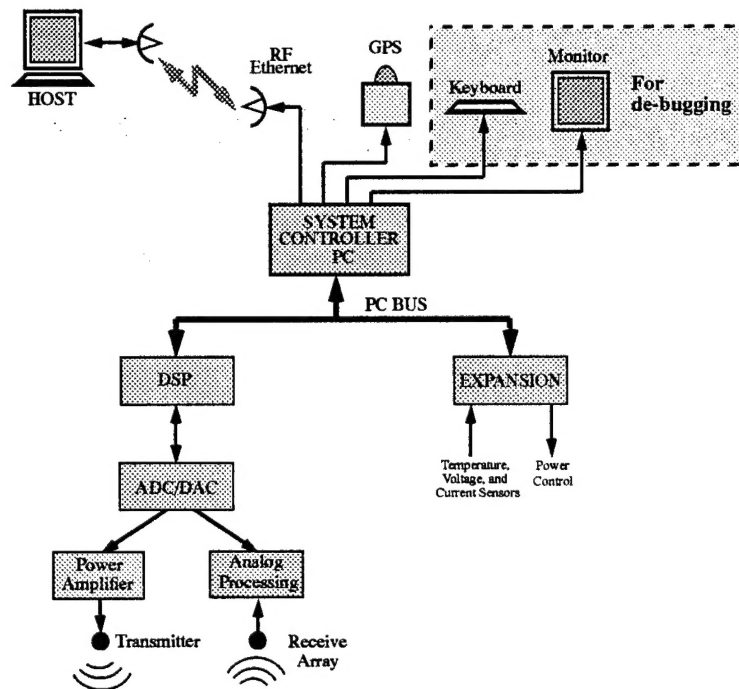 HOST
RF
Ethernet
GPS
Keyboard
Monitor
For
de-bugging
SYSTEM
CONTROLLER
PC
PC BUS
DSP
EXPANSION
ADC/DAC
Temperature,
Voltage, and
Current Sensors
Power
Control
Power
Amplifier
Analog
Processing
Transmitter
Receive
Array